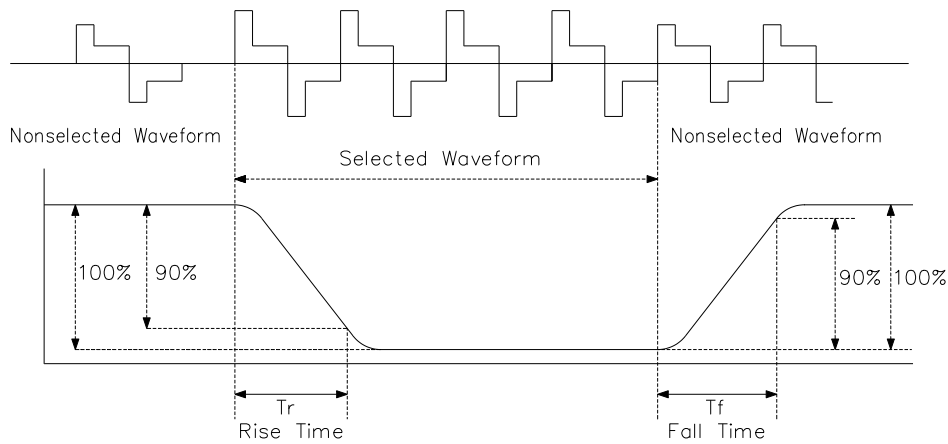 Nonselected Waveform
Nonselected Waveform
Selected Waveform
100%
90%
90%
100%
Tr
Rise Time
Tf
Fall Time